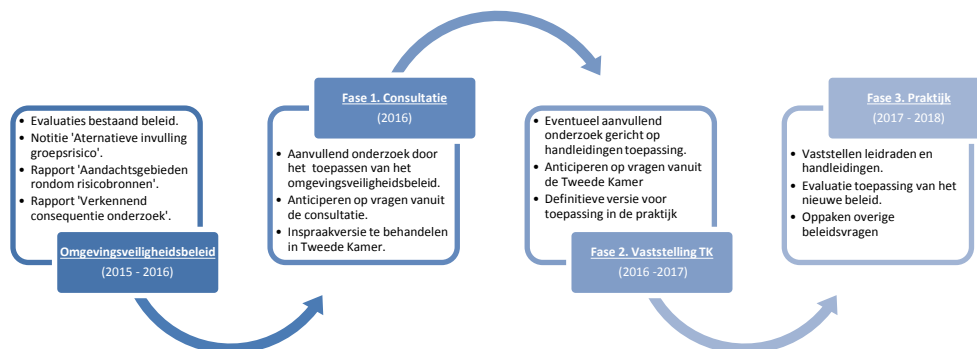 • Evaluaties bestaand beleid.
• Notitie 'Aternatieve invulling
groepsrisico'.
• Rapport 'Aandachtsgebieden
rondom risicobronnen'.
• Rapport 'Verkennend
consequentie onderzoek'.
Omgevingsveiligheidsbeleid
(2015 - 2016)
Fase 1. Consultatie
(2016)
• Aanvullend onderzoek door
het toepassen van het
omgevingsveiligheidsbeleid.
• Anticiperen op vragen vanuit
de consultatie.
• Inspraakversie te behandelen
in Tweede Kamer.
• Eventueel aanvullend
onderzoek gericht op
handleidingen toepassing.
• Anticiperen op vragen vanuit
de Tweede Kamer
• Definitieve versie voor
toepassing in de praktijk
Fase 2. Vaststelling TK
(2016 -2017)
Fase 3. Praktijk
(2017 - 2018)
• Vaststellen leidraden en
handleidingen.
• Evaluatie toepassing van het
nieuwe beleid.
• Oppaken overige
beleidsvragen